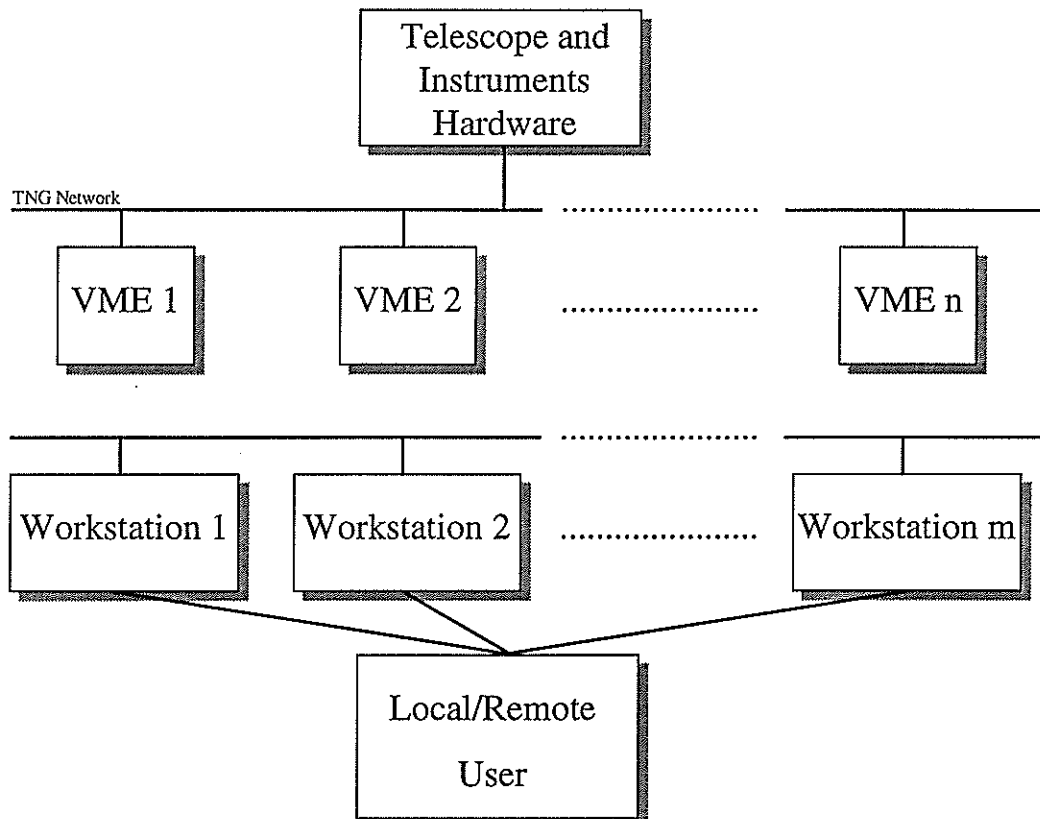 Telescope and
Instruments
Hardware
TNG Network
VME 1
VME 2
VME n
Workstation 1
Workstation 2
Workstation m
Local/Remote
User